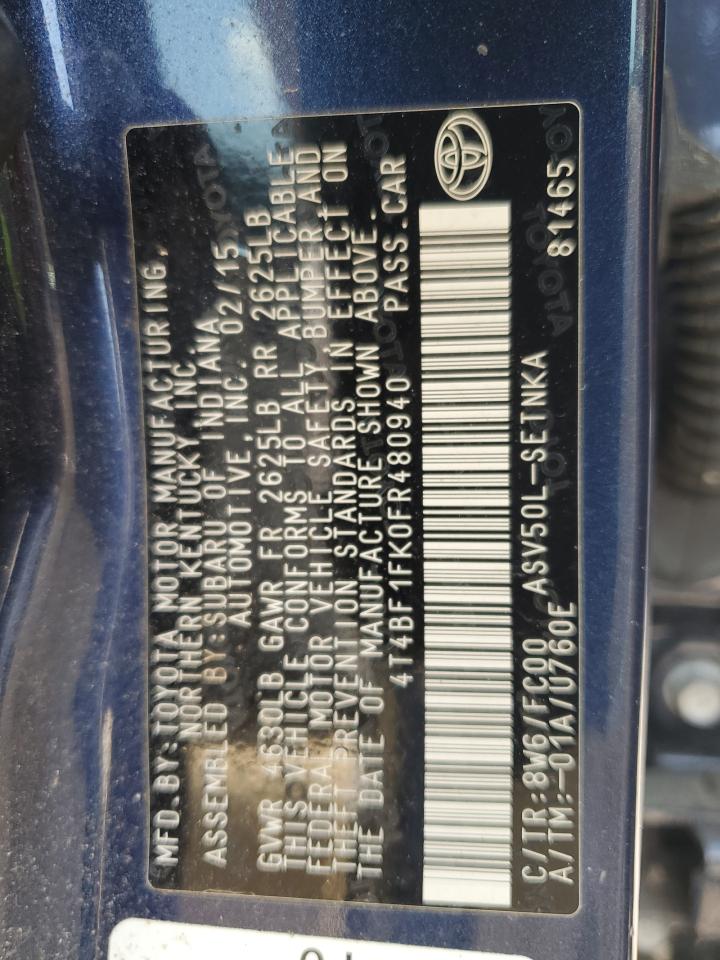 MFD.BY:TOYOTA MOTOR MANUFACTURING,
NORTHERN KENTUCKY, INC.
ASSEMBLED BY:SUBARU OF INDIANA
AUTOMOTIVE, INC. 02/15
GVWR 4630LB GAWR FR 2625LB RR 2625LB
THIS VEHICLE CONFORMS TO ALL APPLICABLE
FEDERAL MOTOR VEHICLE SAFETY, BUMPER AND
THEFT PREVENTION STANDARDS IN EFFECT ON
THE DATE OF MANUFACTURE SHOWN ABOVE.
4T4BF1FK0FR480940 PASS.CAR
C/TR:8W6/FC00 ASV50L-SETNKA
A/TM:-01A/U760E 81465